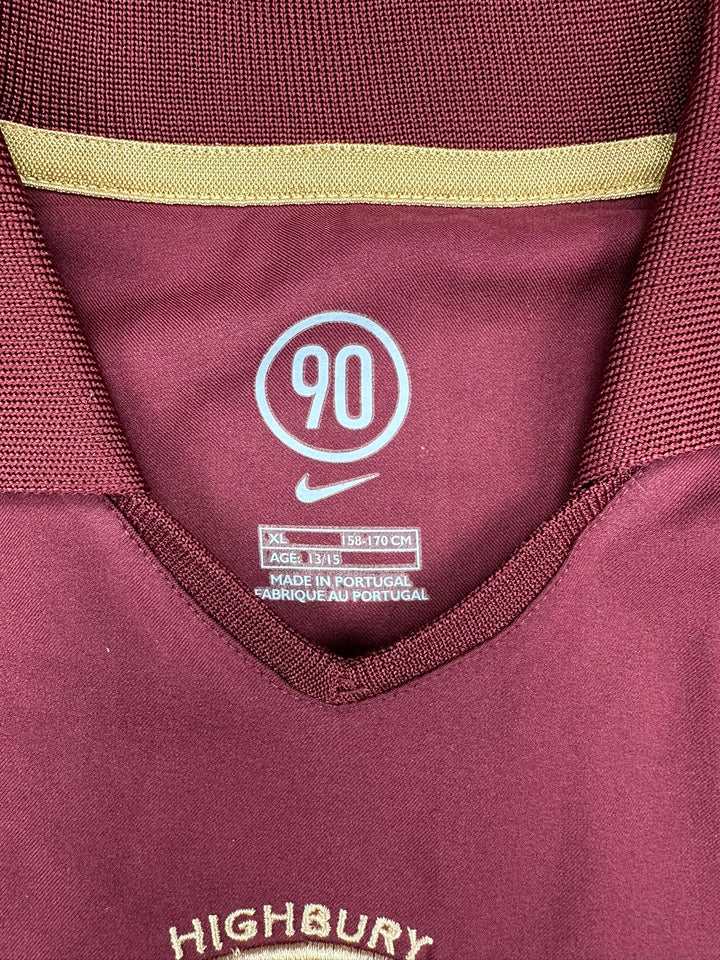 90
XL 158-170 CM
AGE: 13/15
MADE IN PORTUGAL
FABRIQUE AU PORTUGAL
HIGHBURY